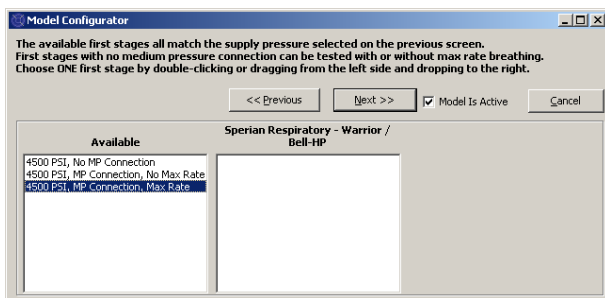 Model Configurator
The available first stages all match the supply pressure selected on the previous screen.
First stages with no medium pressure connection can be tested with or without max rate breathing.
Choose ONE first stage by double-clicking or dragging from the left side and dropping to the right.
<< Previous
Next >>
Model Is Active
Cancel
Available
Sperian Respiratory - Warrior /
Bell-HP
4500 PSI, No MP Connection
4500 PSI, MP Connection, No Max Rate
4500 PSI, MP Connection, Max Rate